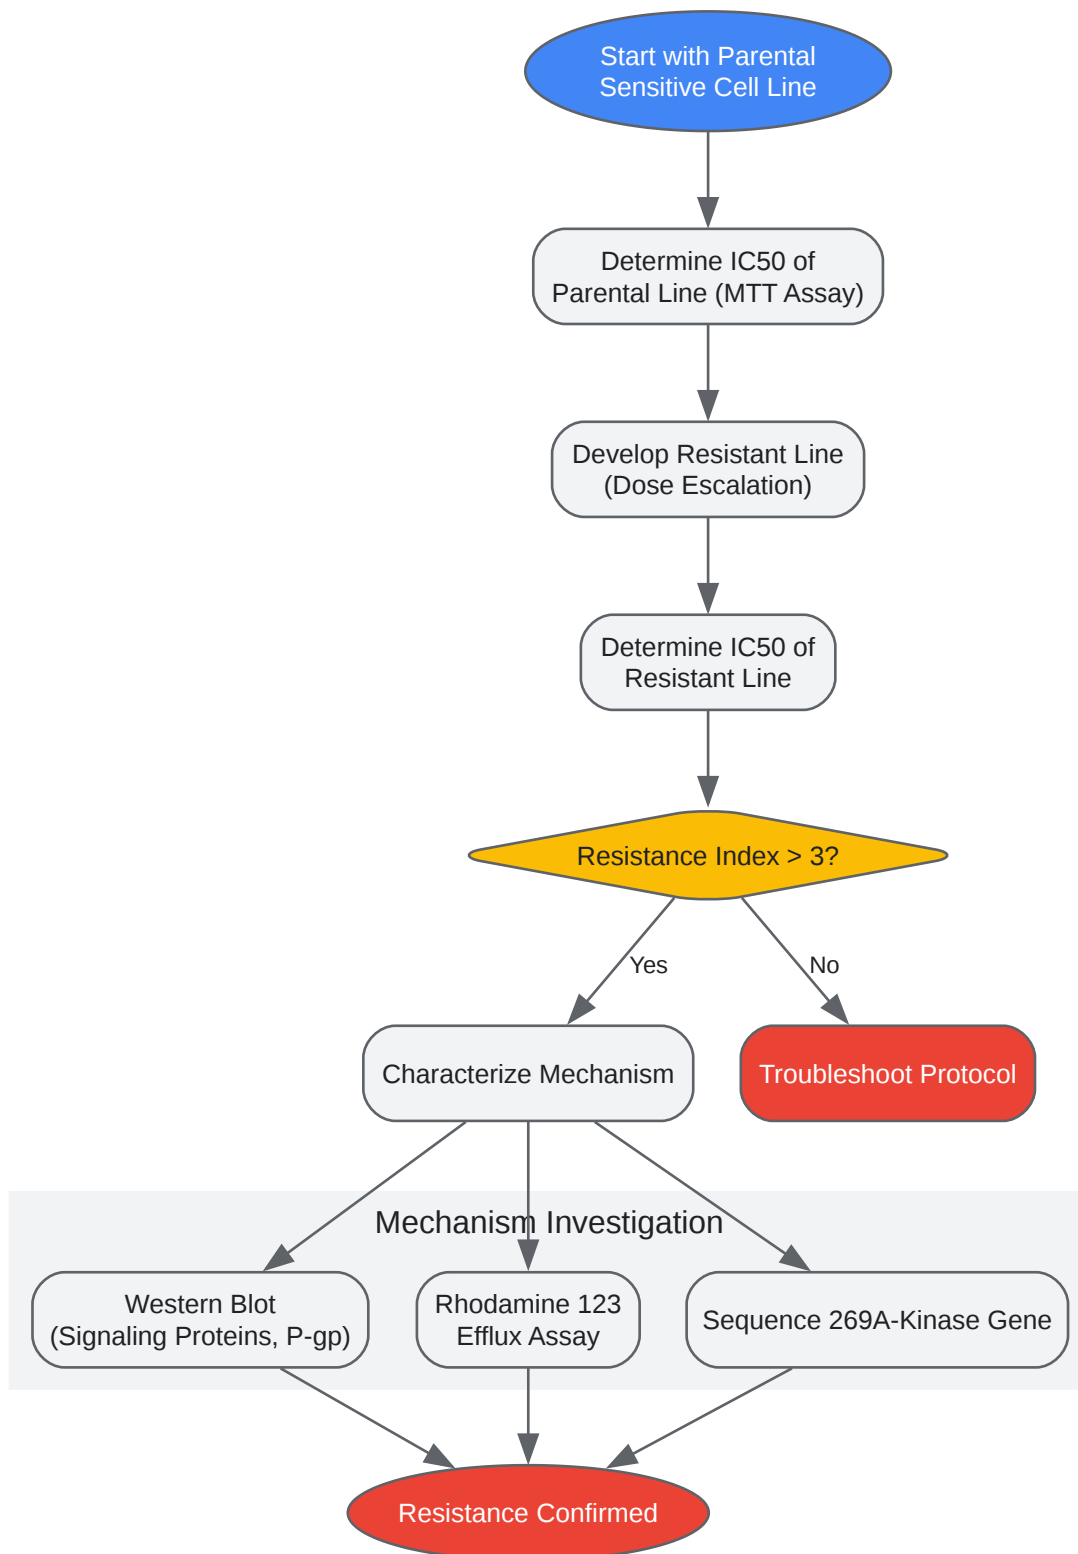 Start with Parental
Sensitive Cell Line
Determine IC50 of
Parental Line (MTT Assay)
Develop Resistant Line
(Dose Escalation)
Determine IC50 of
Resistant Line
Resistance Index > 3?
Yes
No
Characterize Mechanism
Troubleshoot Protocol
Mechanism Investigation
Western Blot
(Signaling Proteins, P-gp)
Rhodamine 123
Efflux Assay
Sequence 269A-Kinase Gene
Resistance Confirmed